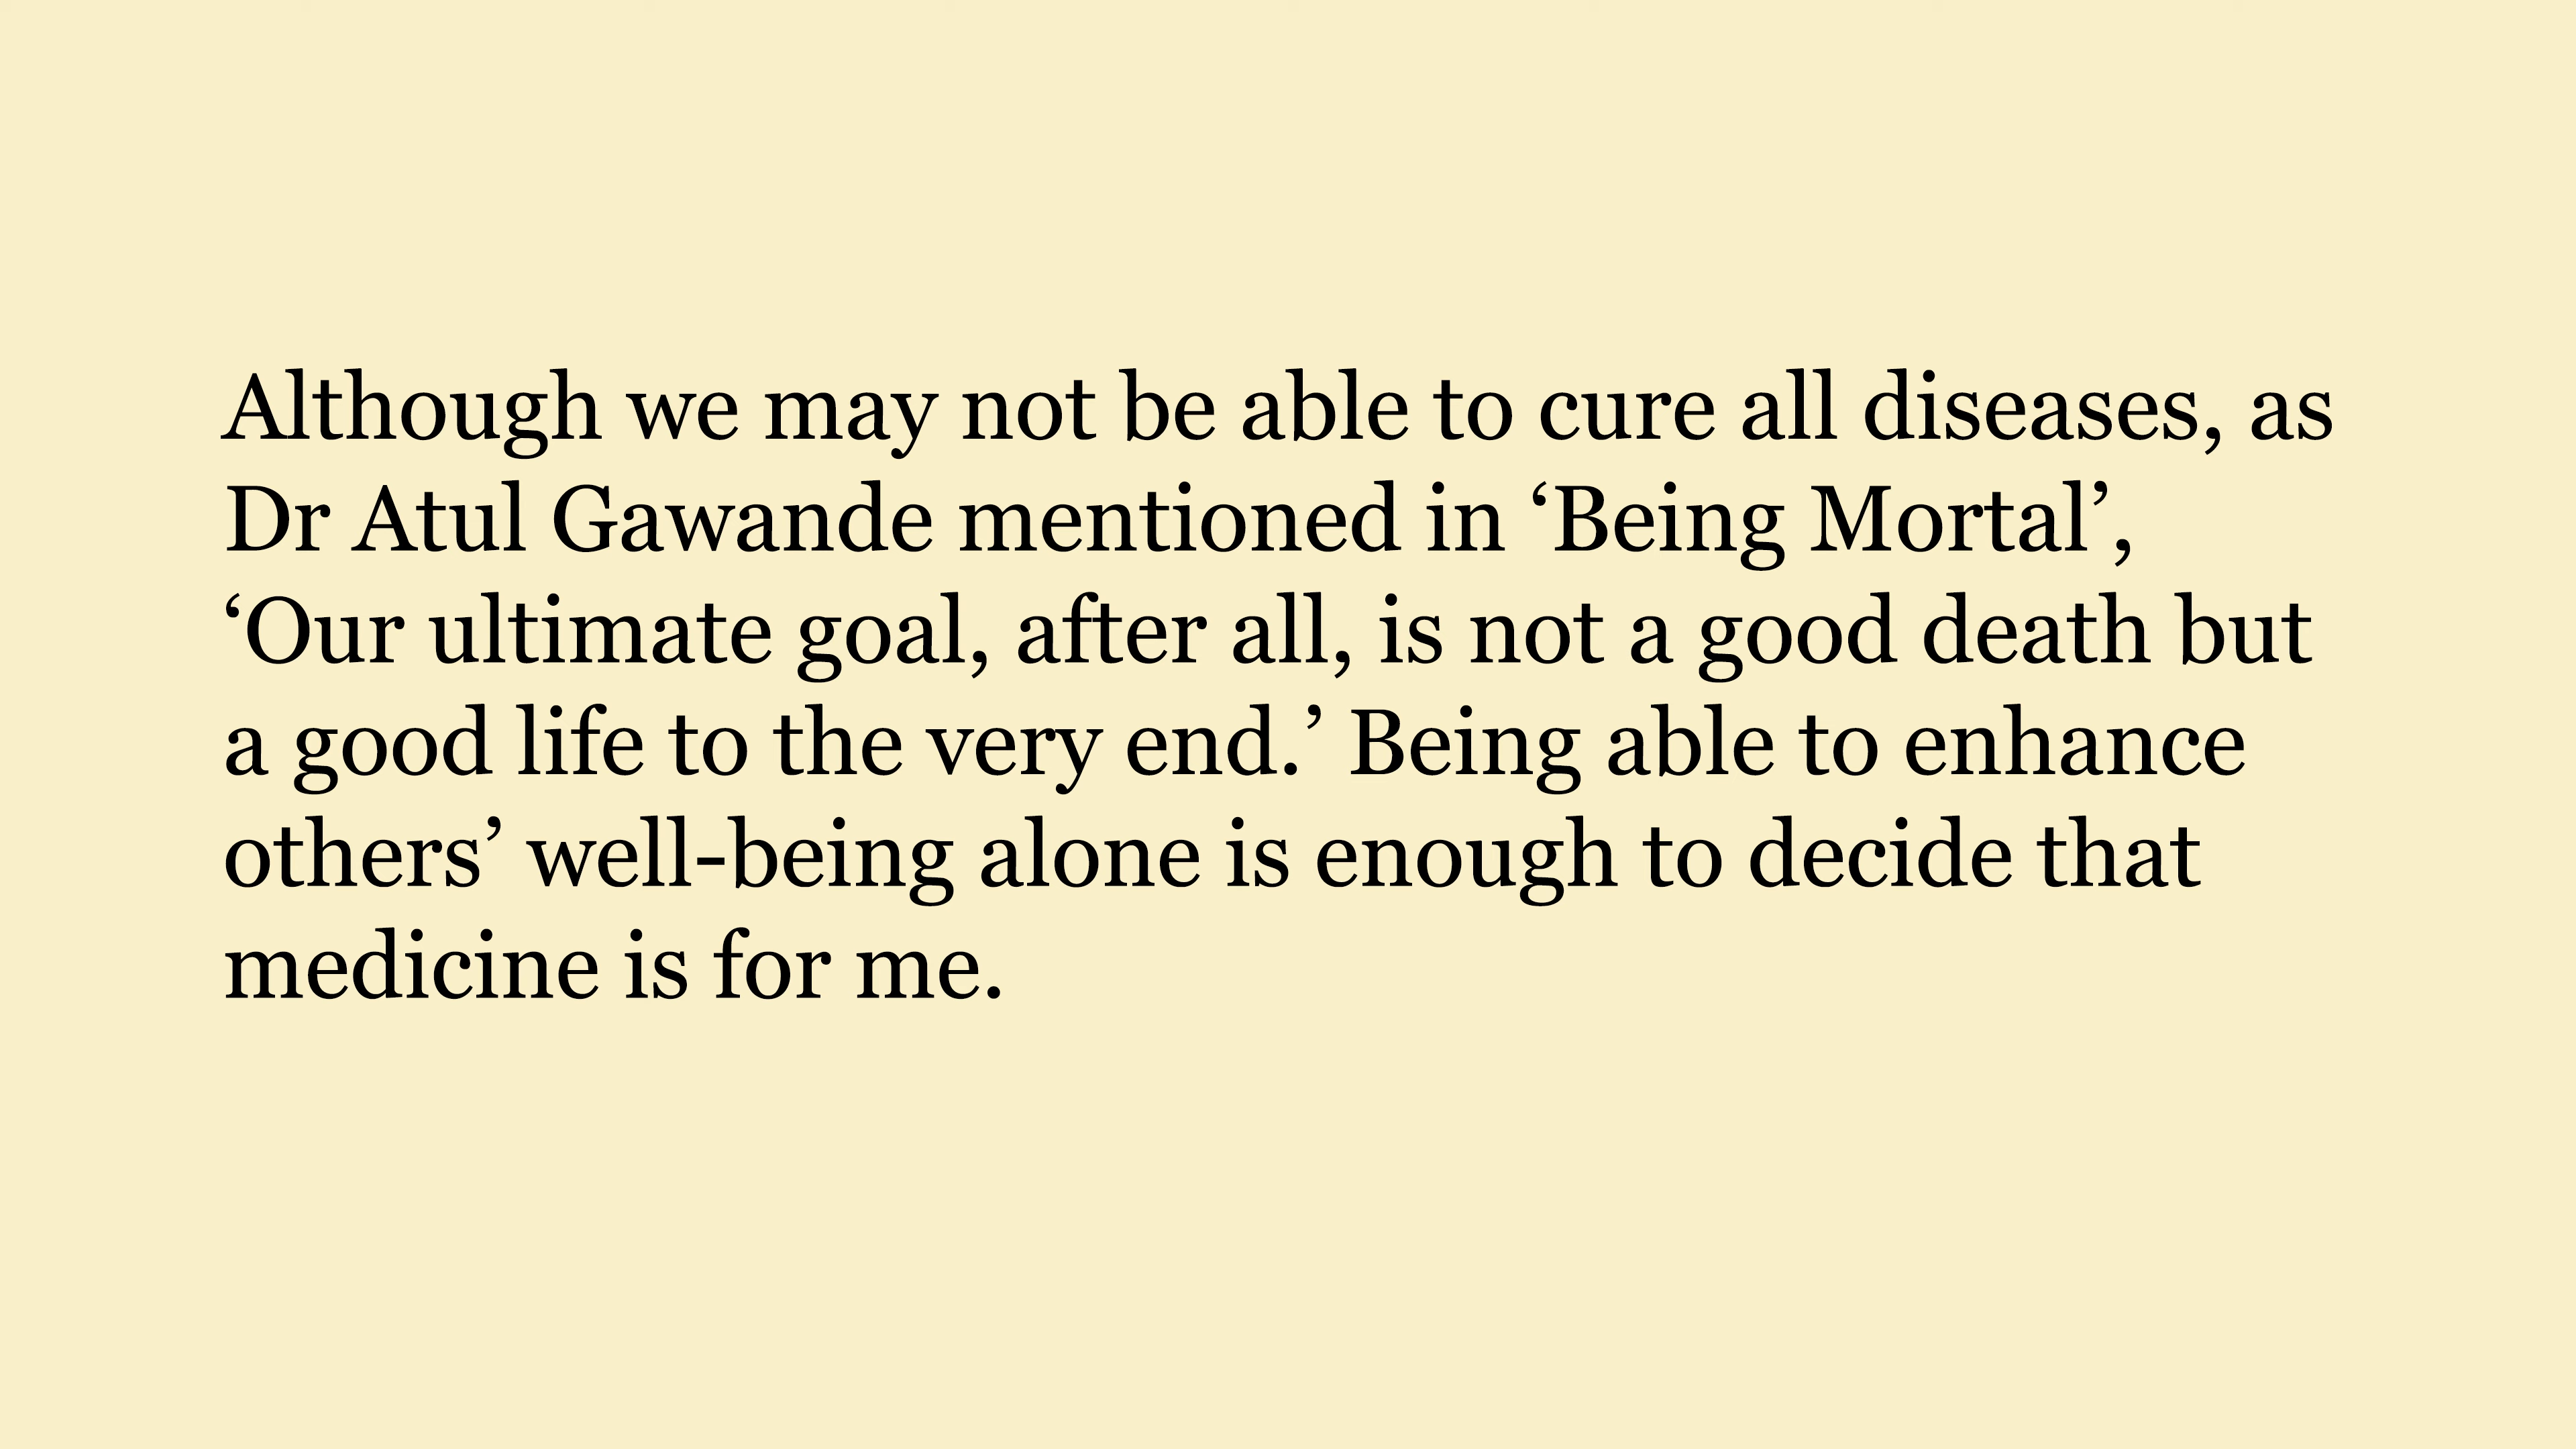 Although we may not be able to cure all diseases, as
Dr Atul Gawande mentioned in ‘Being Mortal’,
‘Our ultimate goal, after all, is not a good death but
a good life to the very end.’ Being able to enhance
others’ well-being alone is enough to decide that
medicine is for me.